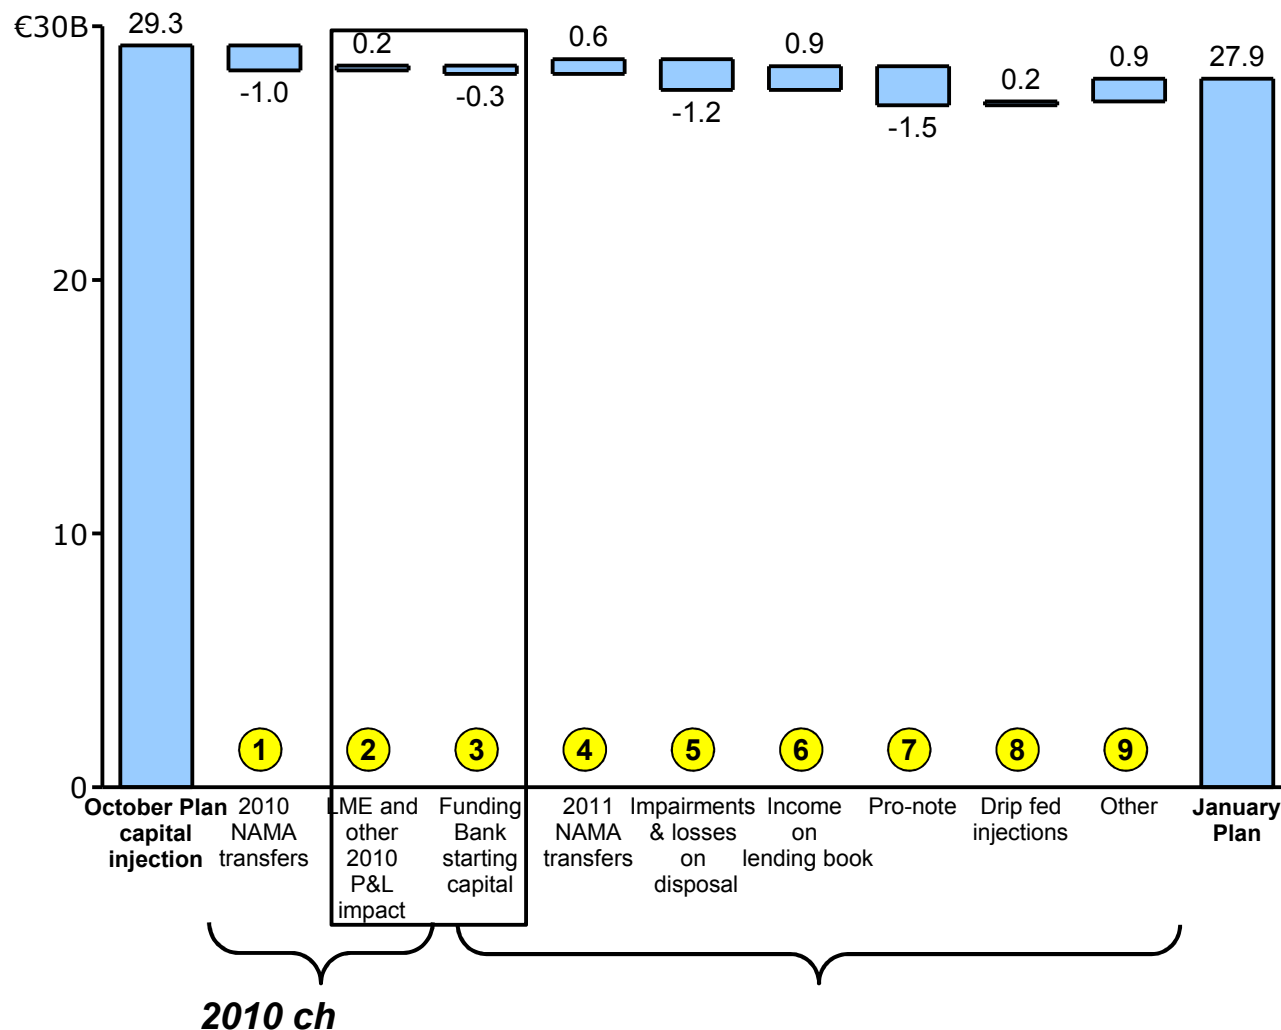 €30B
29.3
-1.0
0.2
-0.3
0.6
-1.2
0.9
-1.5
0.2
0.9
27.9
20
10
0
1
2
3
4
5
6
7
8
9
October Plan
capital
injection
2010
NAMA
transfers
LME and
other
2010
P&L
impact
Funding
Bank
starting
capital
2011
NAMA
transfers
Impairments
& losses
on
disposal
Income
on
lending book
Pro-note
Drip fed
injections
Other
January
Plan
2010 ch